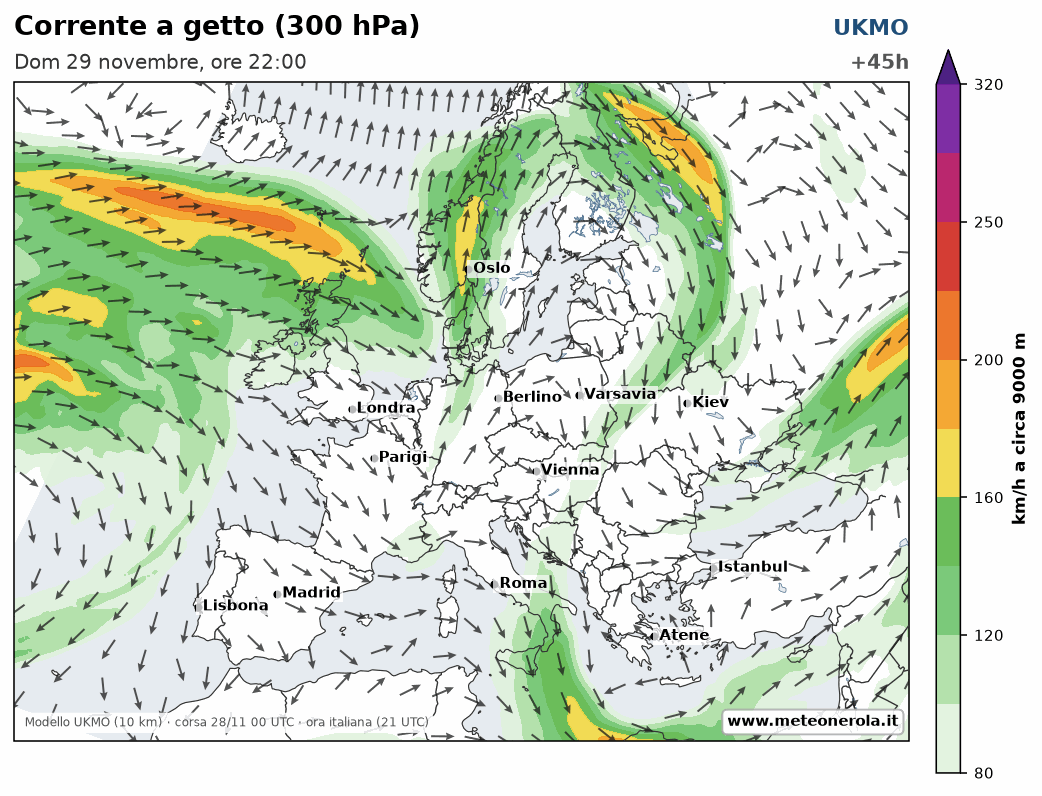 Corrente a getto (300 hPa)
UKMO
Dom 29 novembre, ore 22:00
+45h
320
250
200
160
120
80
km/h a circa 9000 m
Oslo
Londra
Berlino
Varsavia
Kiev
Parigi
Vienna
Istanbul
Roma
Madrid
Lisbona
Atene
Modello UKMO (10 km) · corsa 28/11 00 UTC · ora italiana (21 UTC)
www.meteonerola.it